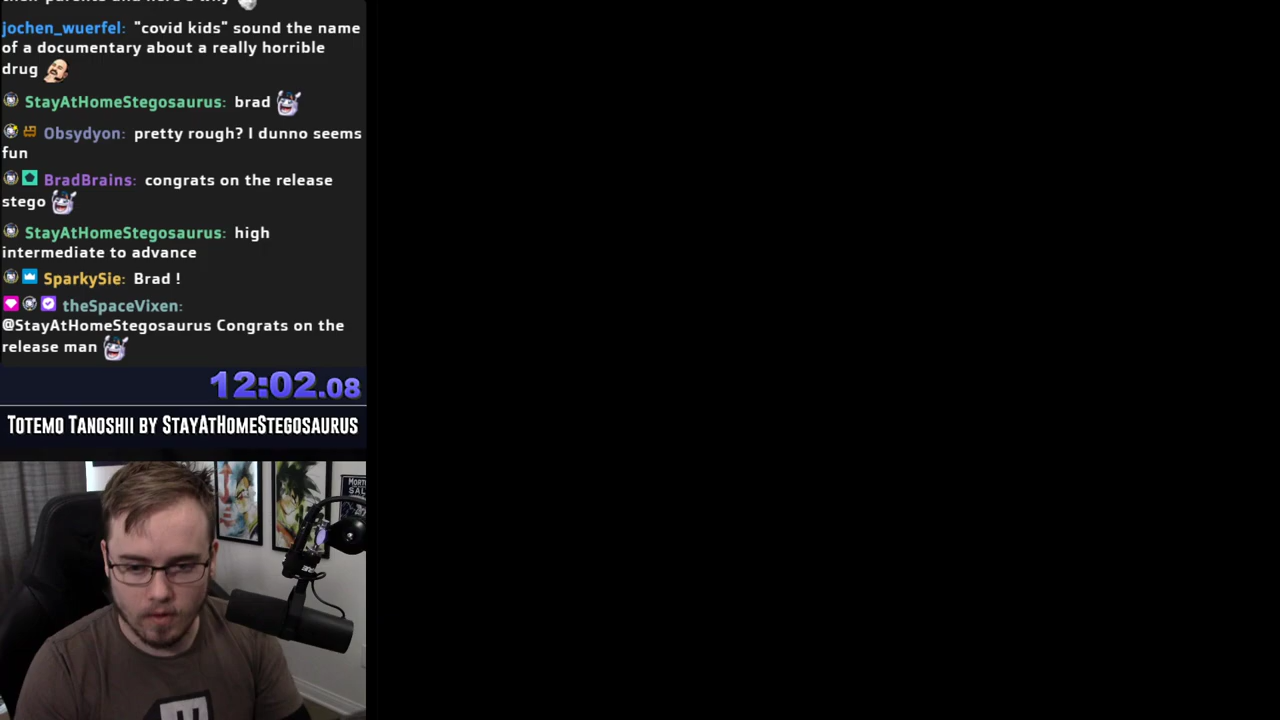 jochen_wuerfel: "covid kids" sound the name
of a documentary about a really horrible
drug
StayAtHomeStegosaurus: brad
Obsydyon: pretty rough? I dunno seems
fun
BradBrains: congrats on the release
stego
StayAtHomeStegosaurus: high
intermediate to advance
SparkySie: Brad !
theSpaceVixen:
@StayAtHomeStegosaurus Congrats on the
release man
12:02.08
Totemo Tanoshii by StayAtHomeStegosaurus